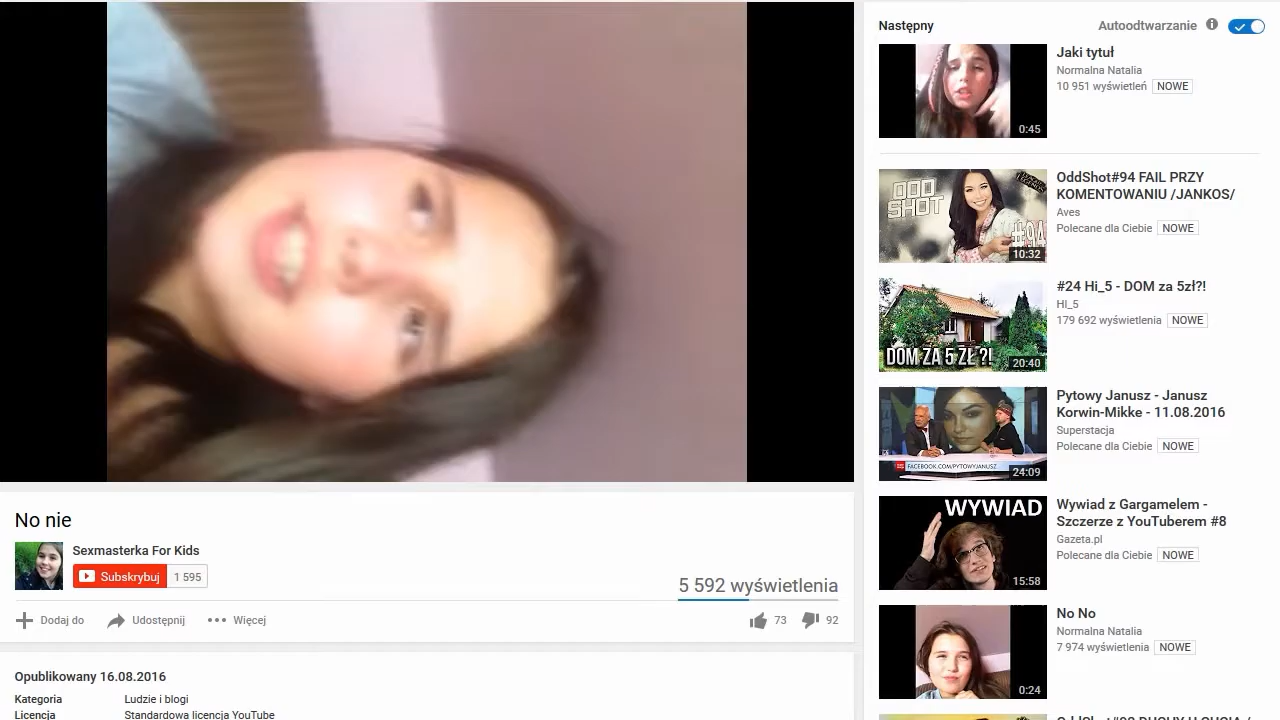 No nie
Sexmasterka For Kids
Subskrybuj 1 595
5 592 wyświetlenia
Dodaj do Udostępnij Więcej 73 92
Opublikowany 16.08.2016
Kategoria Ludzie i blogi
Licencja Standardowa licencja YouTube
Następny Autoodtwarzanie
0:45
Jaki tytuł
Normalna Natalia
10 951 wyświetleń NOWE
ODD
SHOT
#94
10:32
OddShot#94 FAIL PRZY
KOMENTOWANIU /JANKOS/
Aves
Polecane dla Ciebie NOWE
DOM ZA 5 ZŁ ?!
20:40
#24 Hi_5 - DOM za 5zł?!
HI_5
179 692 wyświetlenia NOWE
FACEBOOK.COM/PYTOWYJANUSZ
24:09
Pytowy Janusz - Janusz
Korwin-Mikke - 11.08.2016
Superstacja
Polecane dla Ciebie NOWE
WYWIAD
15:58
Wywiad z Gargamelem -
Szczerze z YouTuberem #8
Gazeta.pl
Polecane dla Ciebie NOWE
0:24
No No
Normalna Natalia
7 974 wyświetlenia NOWE